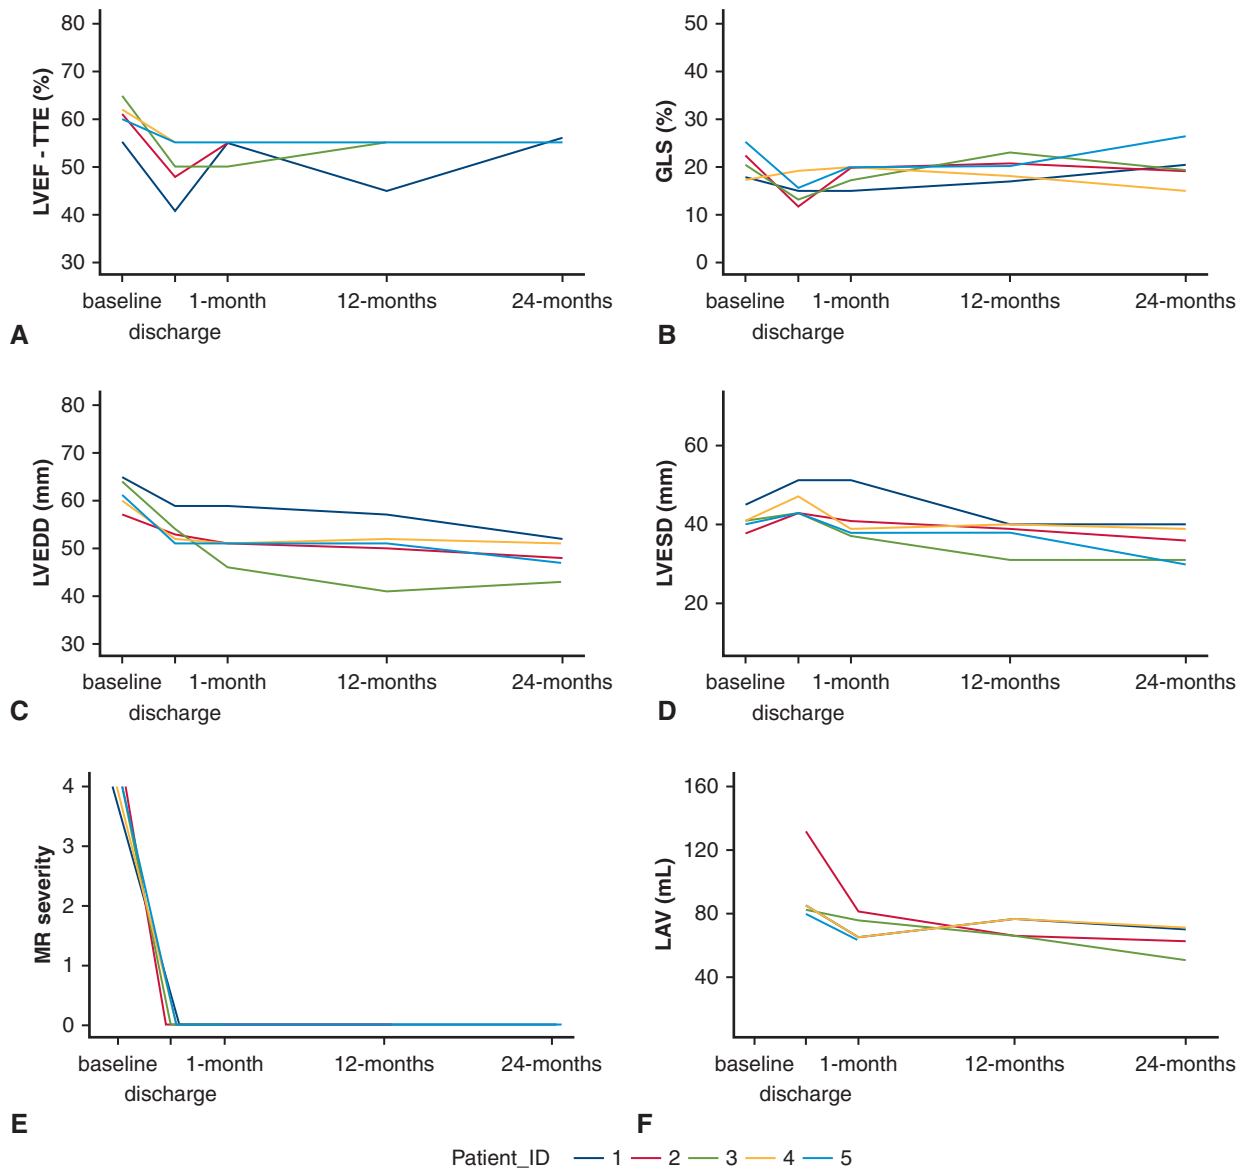 LVEF - TTE (%)
80
70
60
50
40
30
baseline
discharge
1-month
12-months
24-months
A
GLS (%)
50
40
30
20
10
0
baseline
discharge
1-month
12-months
24-months
B
LVEDD (mm)
80
70
60
50
40
30
baseline
discharge
1-month
12-months
24-months
C
LVESD (mm)
60
40
20
baseline
discharge
1-month
12-months
24-months
D
MR severity
4
3
2
1
0
baseline
discharge
1-month
12-months
24-months
E
LAV (mL)
160
120
80
40
baseline
discharge
1-month
12-months
24-months
F
Patient_ID 1 2 3 4 5